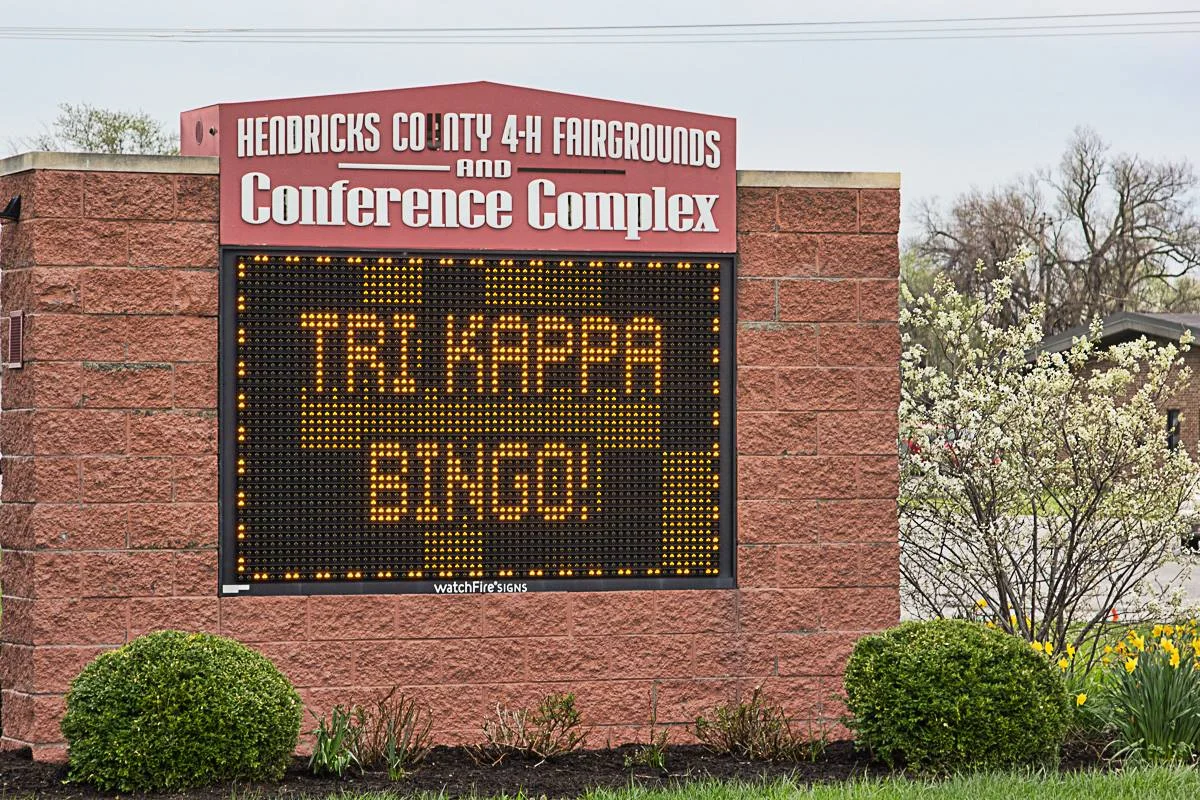 HENDRICKS COUNTY 4-H FAIRGROUNDS
AND
Conference Complex
TRI KAPPA
BINGO!
watchFire SIGNS